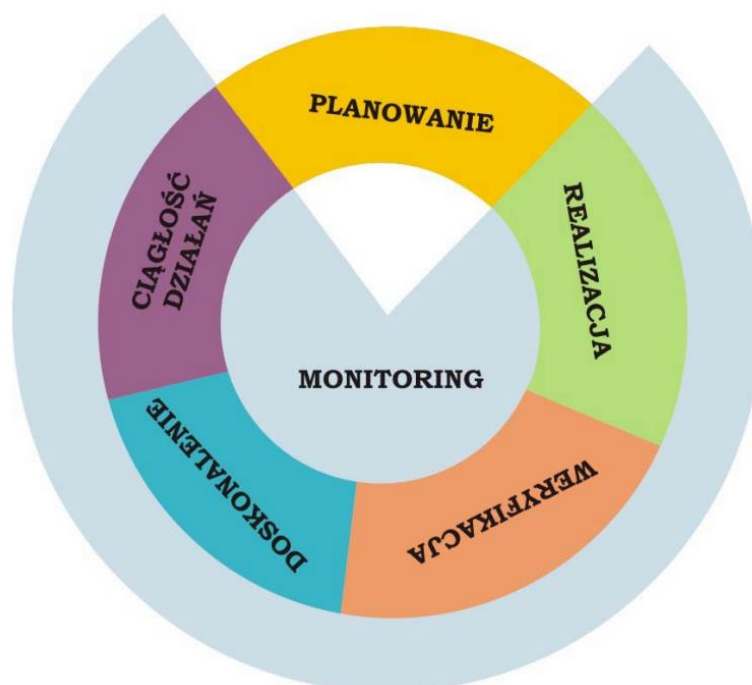 PLANOWANIE
REALIZACJA
WERYFIKACJA
DOSKONALENIE
CIĄGŁOŚĆ
DZIAŁAŃ
MONITORING